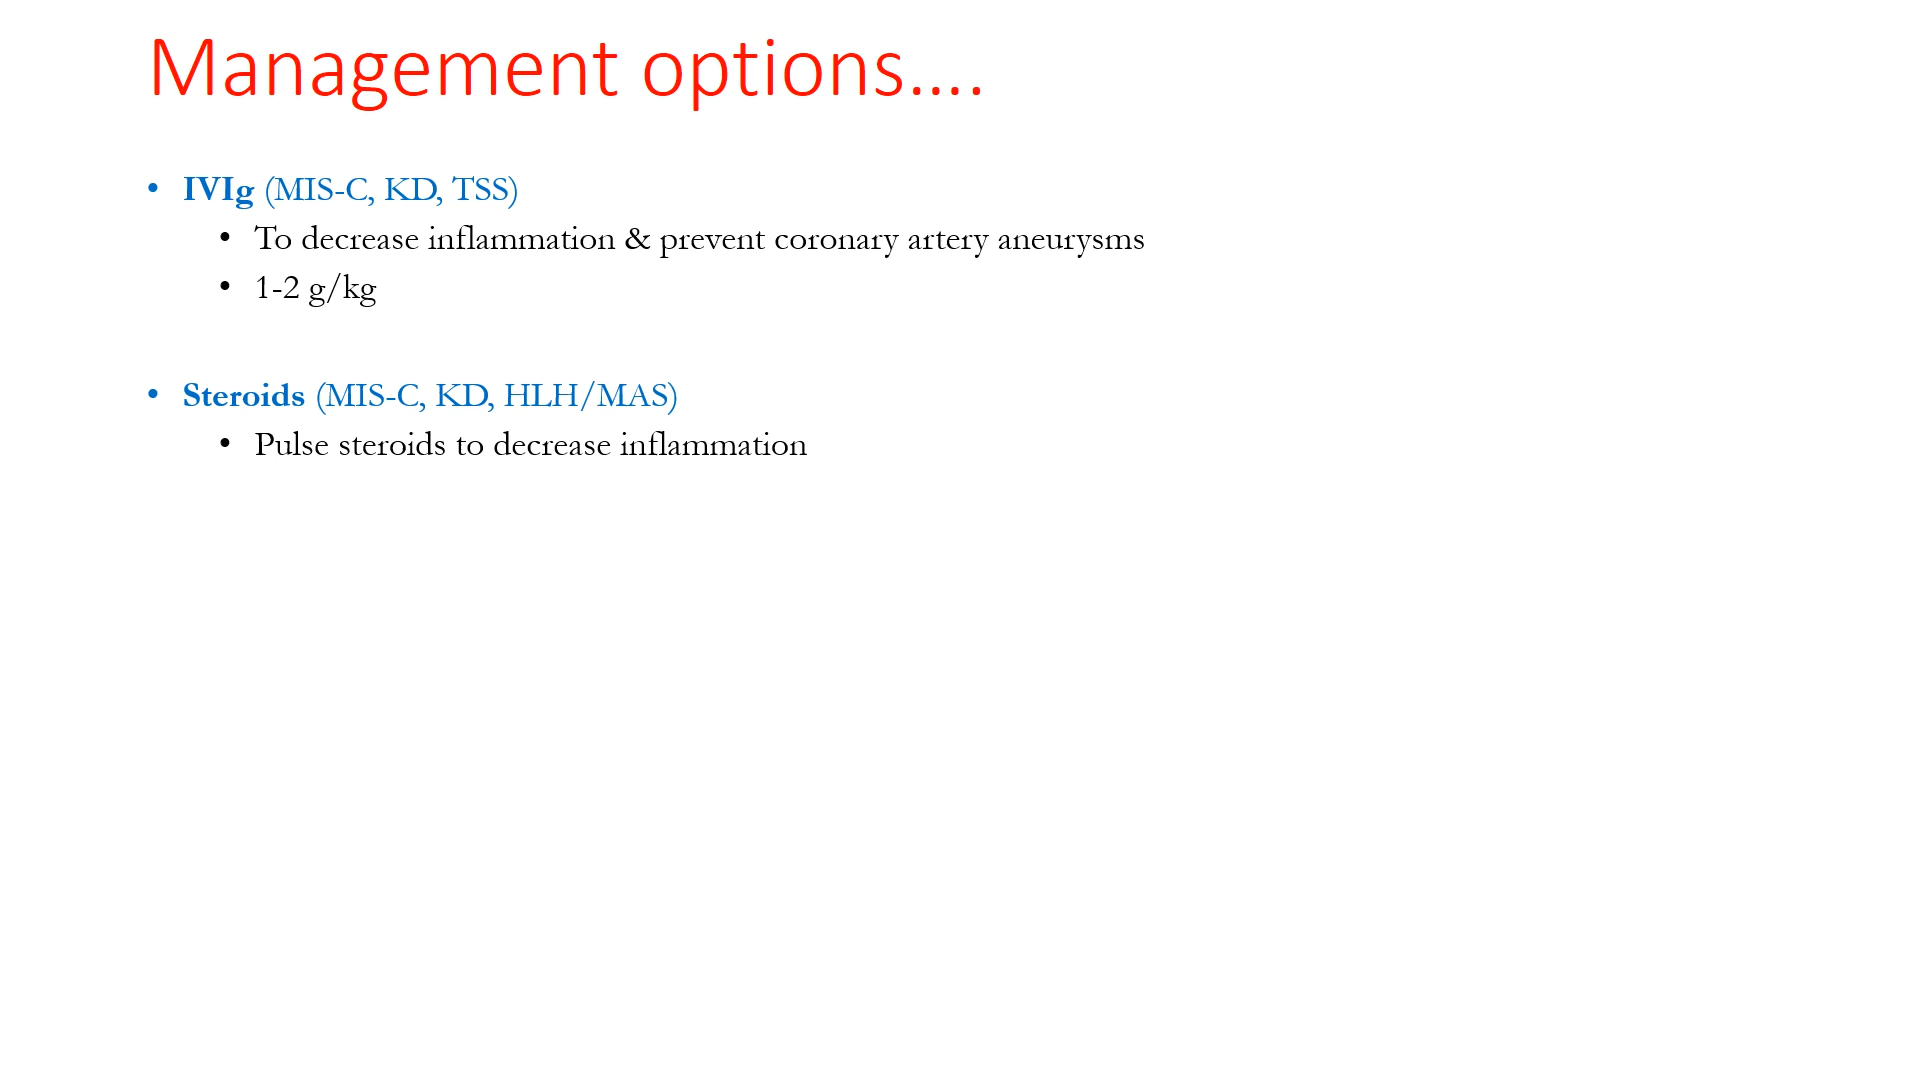 Management options....
• IVIg (MIS-C, KD, TSS)
• To decrease inflammation & prevent coronary artery aneurysms
• 1-2 g/kg
• Steroids (MIS-C, KD, HLH/MAS)
• Pulse steroids to decrease inflammation